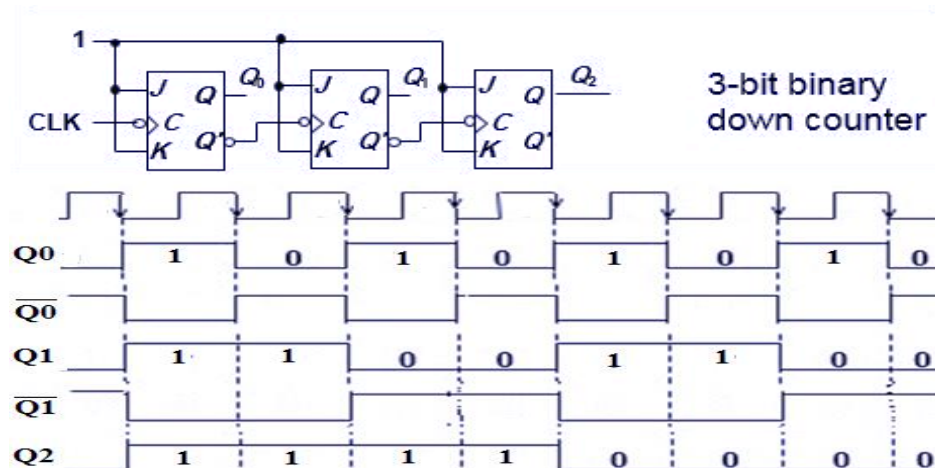 1
J Q Q0 J Q Q1 J Q Q2
3-bit binary
down counter
CLK C C C
K Q' K Q' K Q'
Q0 1 0 1 0 1 0 1 0
Q0
Q1 1 1 0 0 1 1 0 0
Q1
Q2 1 1 1 1 0 0 0 0